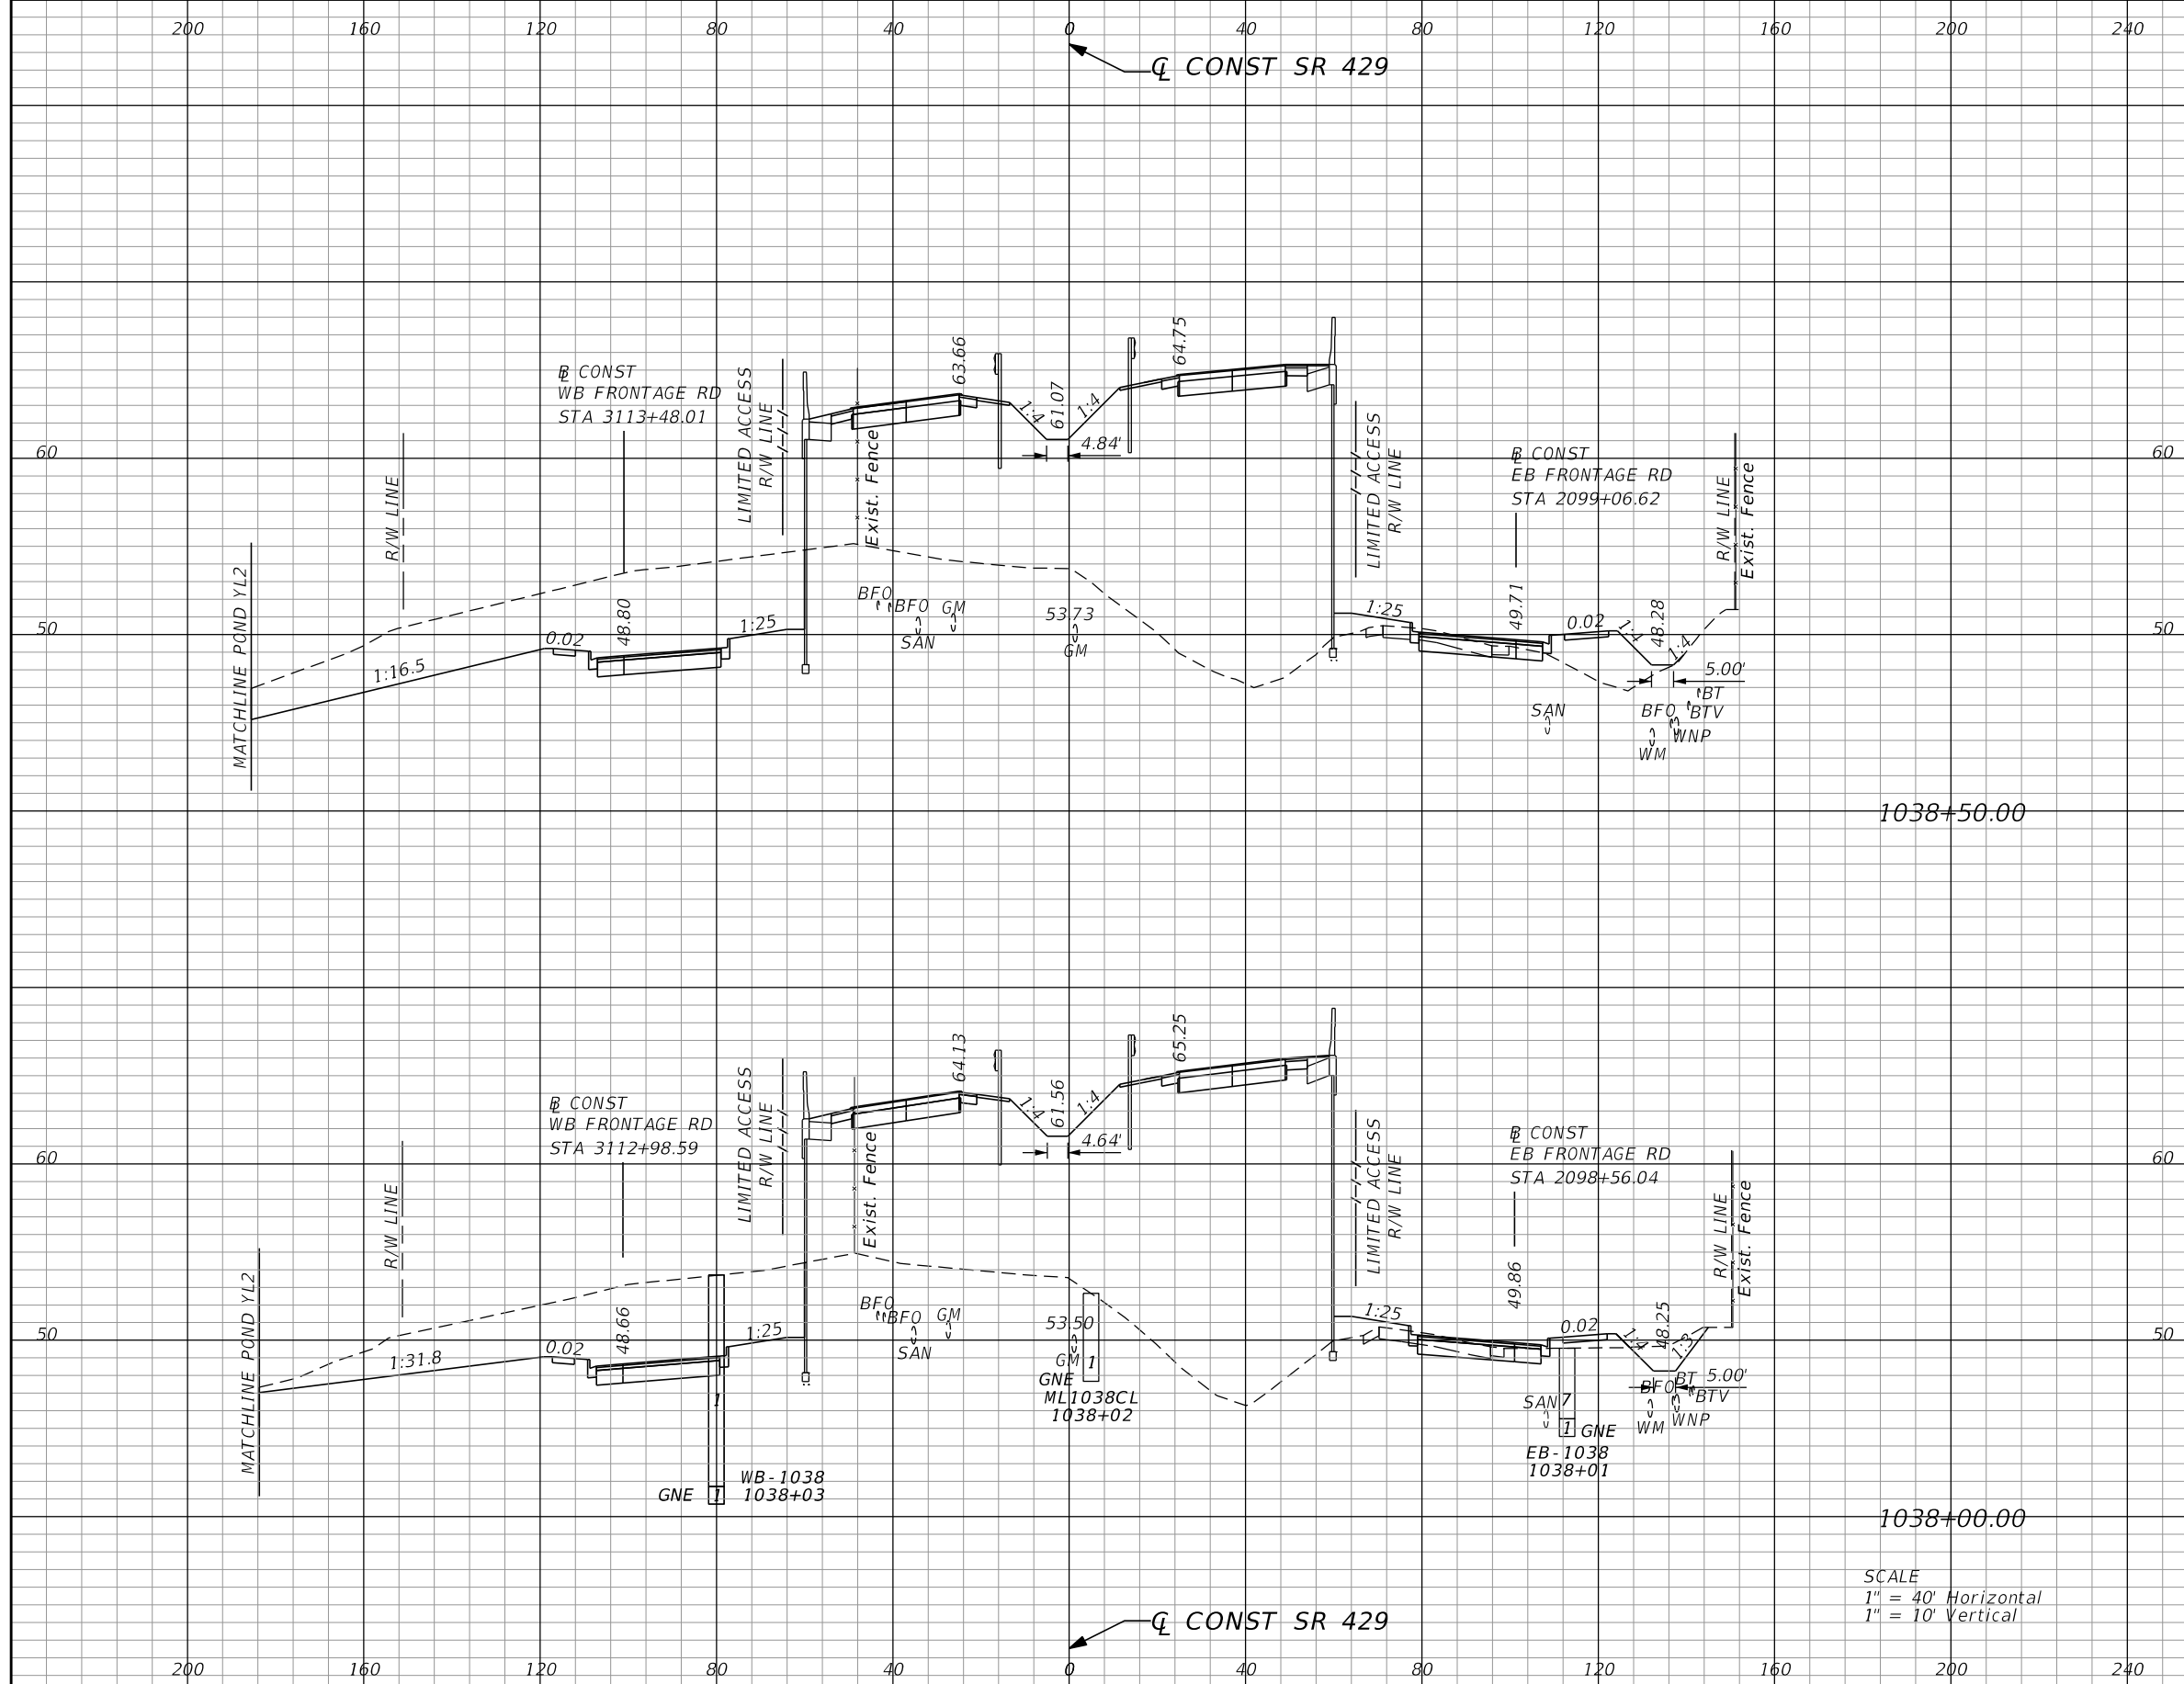 200 160 120 80 40 0 40 80 120 160 200 240
℄ CONST SR 429
63.66
64.75
61.07
1:4
1:4
4.84'
B̵L CONST
WB FRONTAGE RD
STA 3113+48.01
LIMITED ACCESS
R/W LINE
Exist. Fence
60
60
R/W LINE
MATCHLINE POND YL2
LIMITED ACCESS
R/W LINE
B̵L CONST
EB FRONTAGE RD
STA 2099+06.62
R/W LINE
Exist. Fence
50
50
1:16.5
0.02
48.80
1:25
BFO
BFO
GM
SAN
53.73
GM
1:25
49.71
0.02
1:4
48.28
1:4
5.00'
SAN
BFO
BT
BTV
WNP
WM
1038+50.00
64.13
65.25
61.56
1:4
1:4
4.64'
B̵L CONST
WB FRONTAGE RD
STA 3112+98.59
LIMITED ACCESS
R/W LINE
Exist. Fence
60
60
R/W LINE
MATCHLINE POND YL2
LIMITED ACCESS
R/W LINE
B̵L CONST
EB FRONTAGE RD
STA 2098+56.04
R/W LINE
Exist. Fence
50
50
1:31.8
0.02
48.66
1:25
BFO
BFO
GM
SAN
53.50
GM
1
GNE
ML1038CL
1038+02
1:25
49.86
0.02
48.25
1:3
5.00'
BFO
BT
BTV
WNP
WM
SAN
7
1
GNE
EB-1038
1038+01
1
1
GNE
WB-1038
1038+03
1038+00.00
SCALE
1" = 40' Horizontal
1" = 10' Vertical
℄ CONST SR 429
200 160 120 80 40 0 40 80 120 160 200 240